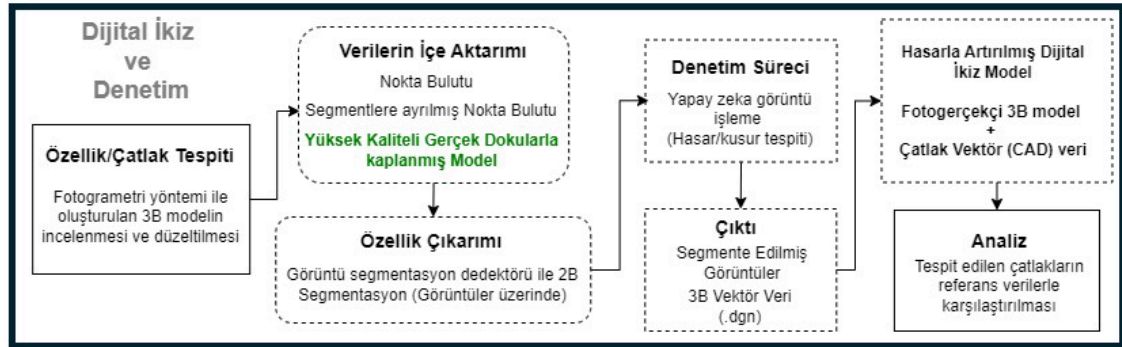 Dijital İkiz
ve
Denetim
Özellik/Çatlak Tespiti
Fotogrametri yöntemi ile
oluşturulan 3B modelin
incelenmesi ve düzeltilmesi
Verilerin İçe Aktarımı
Nokta Bulutu
Segmentlere ayrılmış Nokta Bulutu
Yüksek Kaliteli Gerçek Dokularla
kaplanmış Model
Özellik Çıkarımı
Görüntü segmentasyon dedektörü ile 2B
Segmentasyon (Görüntüler üzerinde)
Denetim Süreci
Yapay zeka görüntü
işleme
(Hasar/kusur tespiti)
Çıktı
Segmente Edilmiş
Görüntüler
3B Vektör Veri
(.dgn)
Hasarla Artırılmış Dijital
İkiz Model
Fotogerçekçi 3B model
+
Çatlak Vektör (CAD) veri
Analiz
Tespit edilen çatlakların
referans verilerle
karşılaştırılması